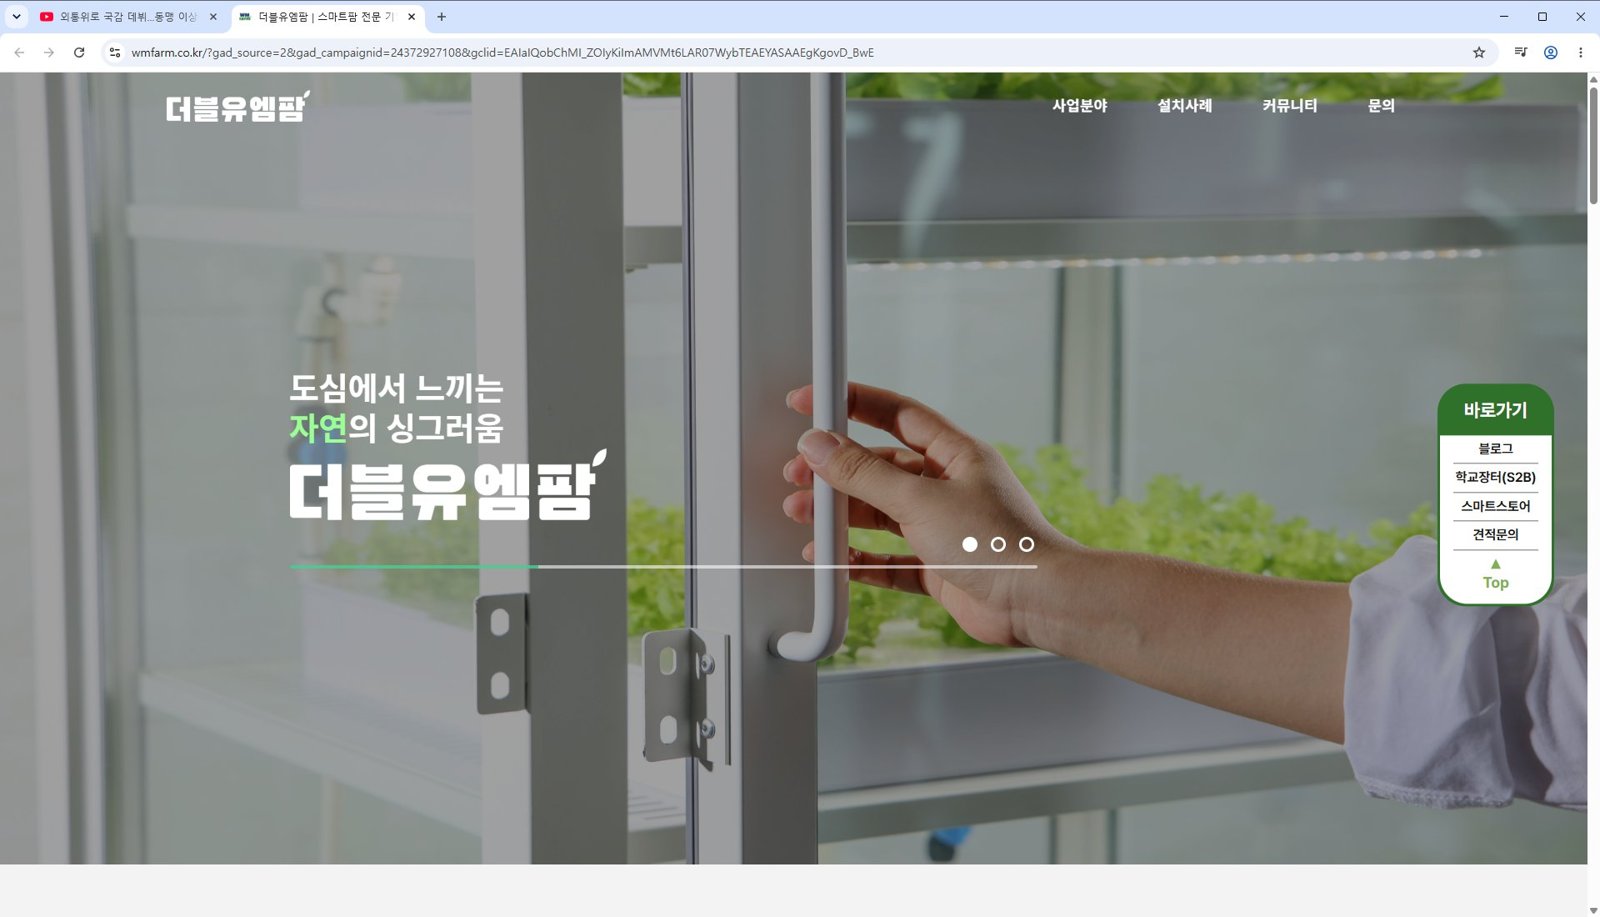 외통위로 국감 데뷔...동맹 이상
더블유엠팜 | 스마트팜 전문 기
wmfarm.co.kr/?gad_source=2&gad_campaignid=24372927108&gclid=EAIaIQobChMI_ZOIyKiImAMVMt6LAR07WybTEAEYASAAEgKgovD_BwE
더블유엠팜
사업분야
설치사례
커뮤니티
문의
도심에서 느끼는
자연의 싱그러움
더블유엠팜
바로가기
블로그
학교장터(S2B)
스마트스토어
견적문의
▲
Top